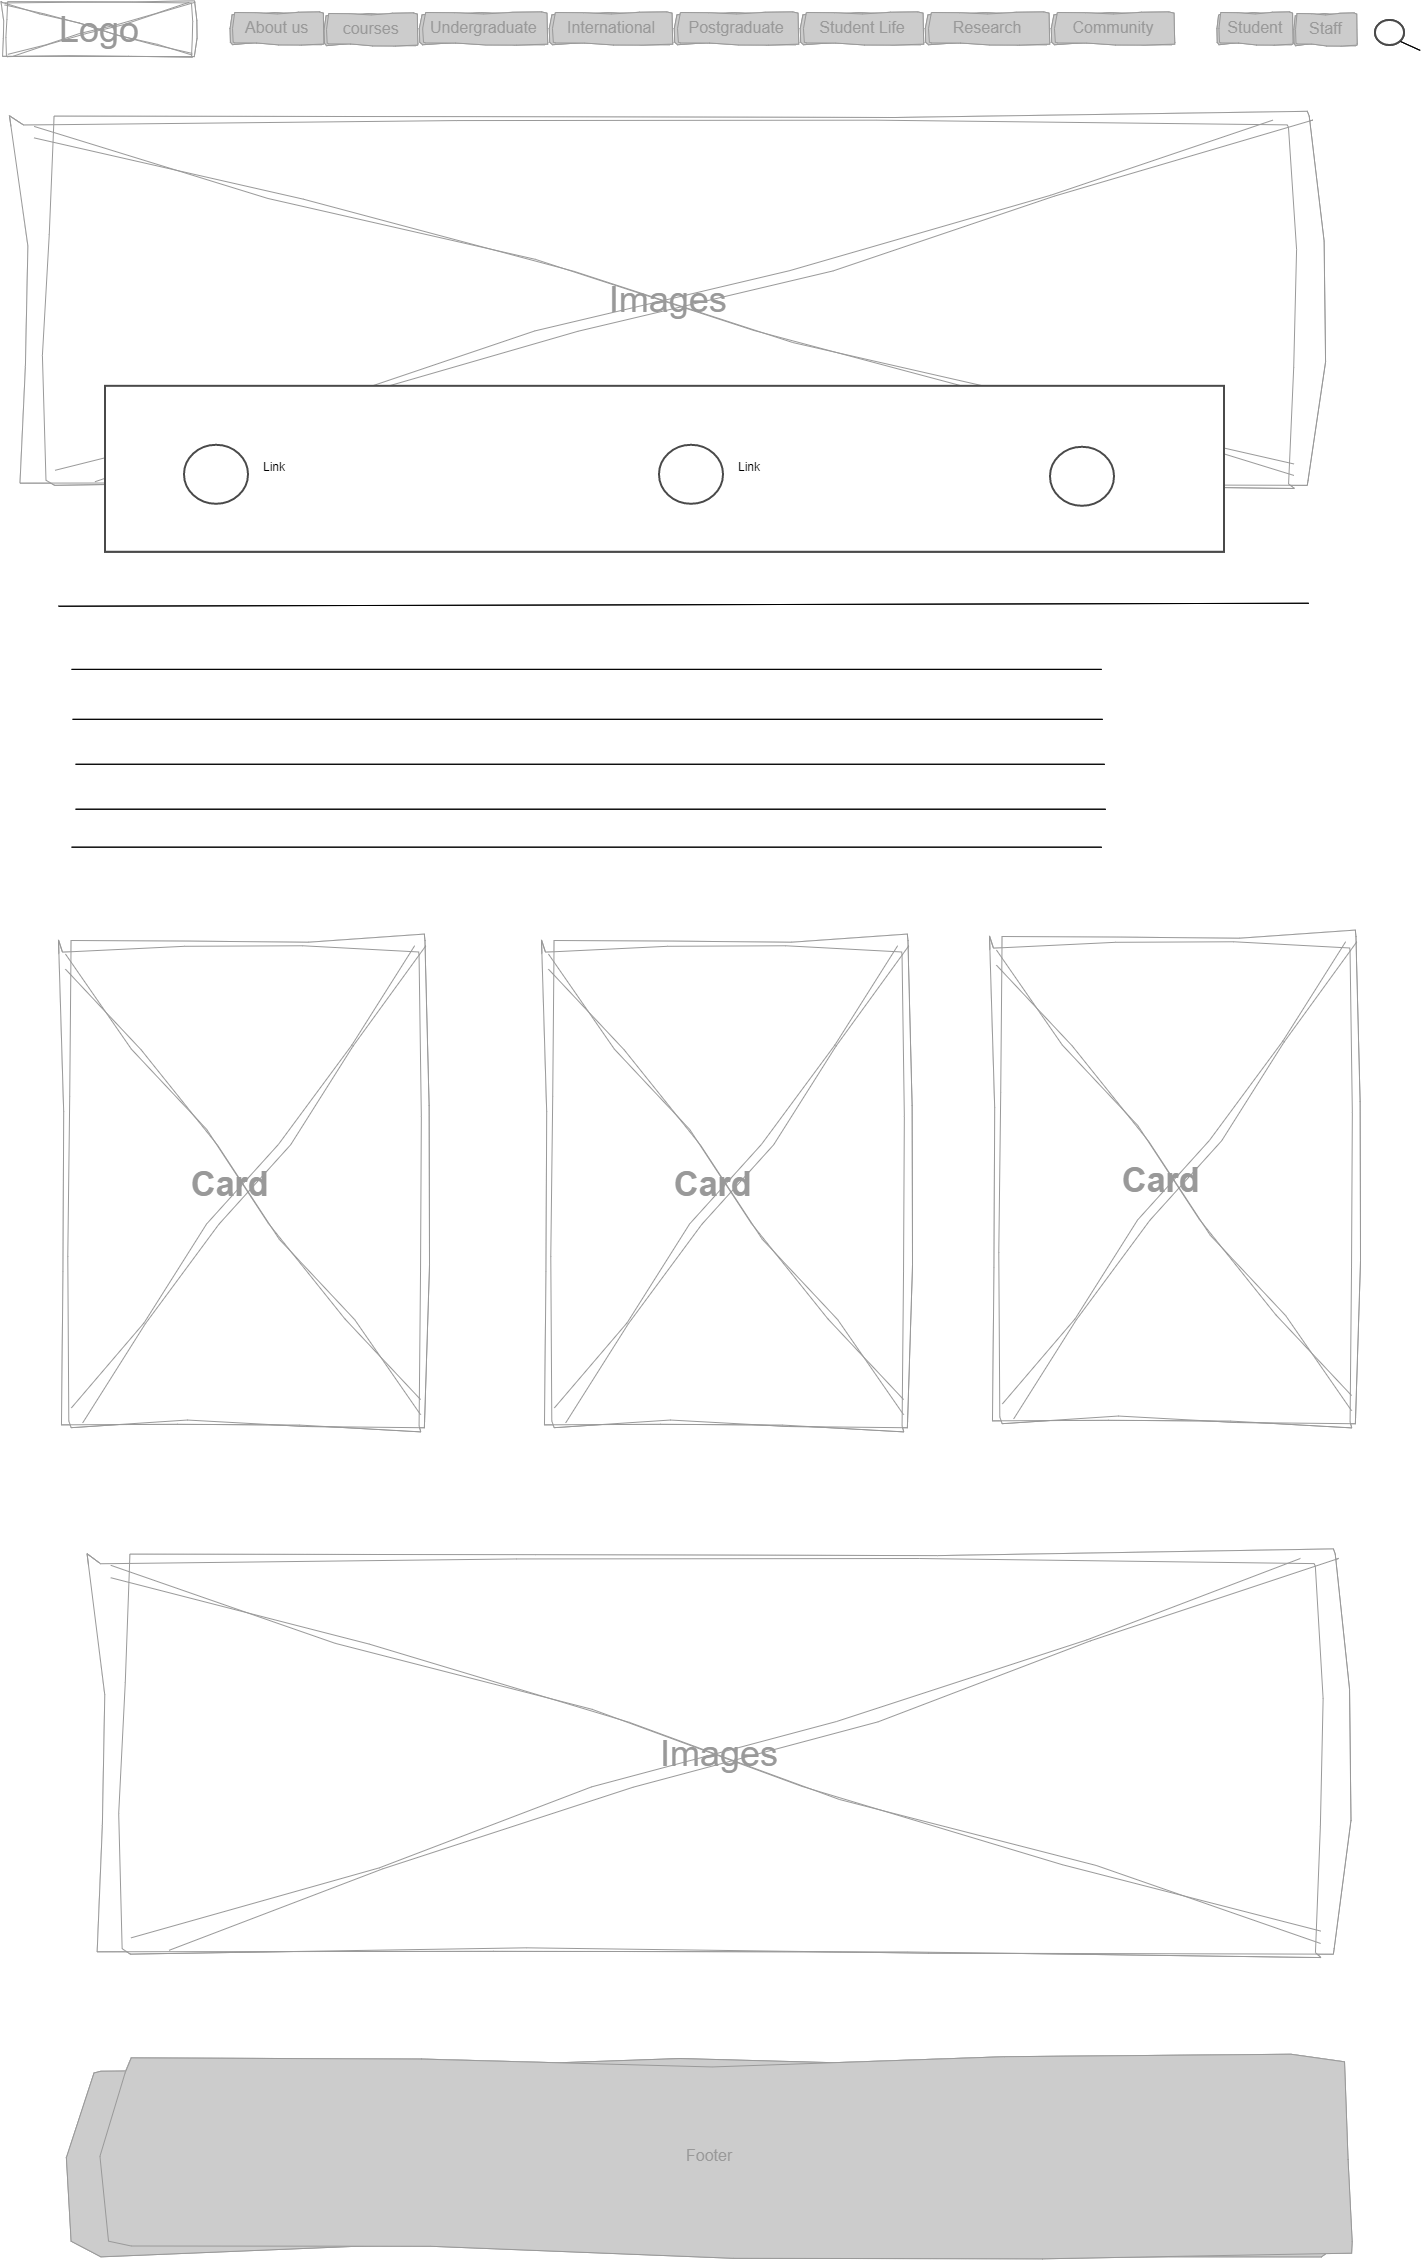 Logo
About us
courses
Undergraduate
International
Postgraduate
Student Life
Research
Community
Student
Staff
Images
Link
Link
Card
Card
Card
Images
Footer